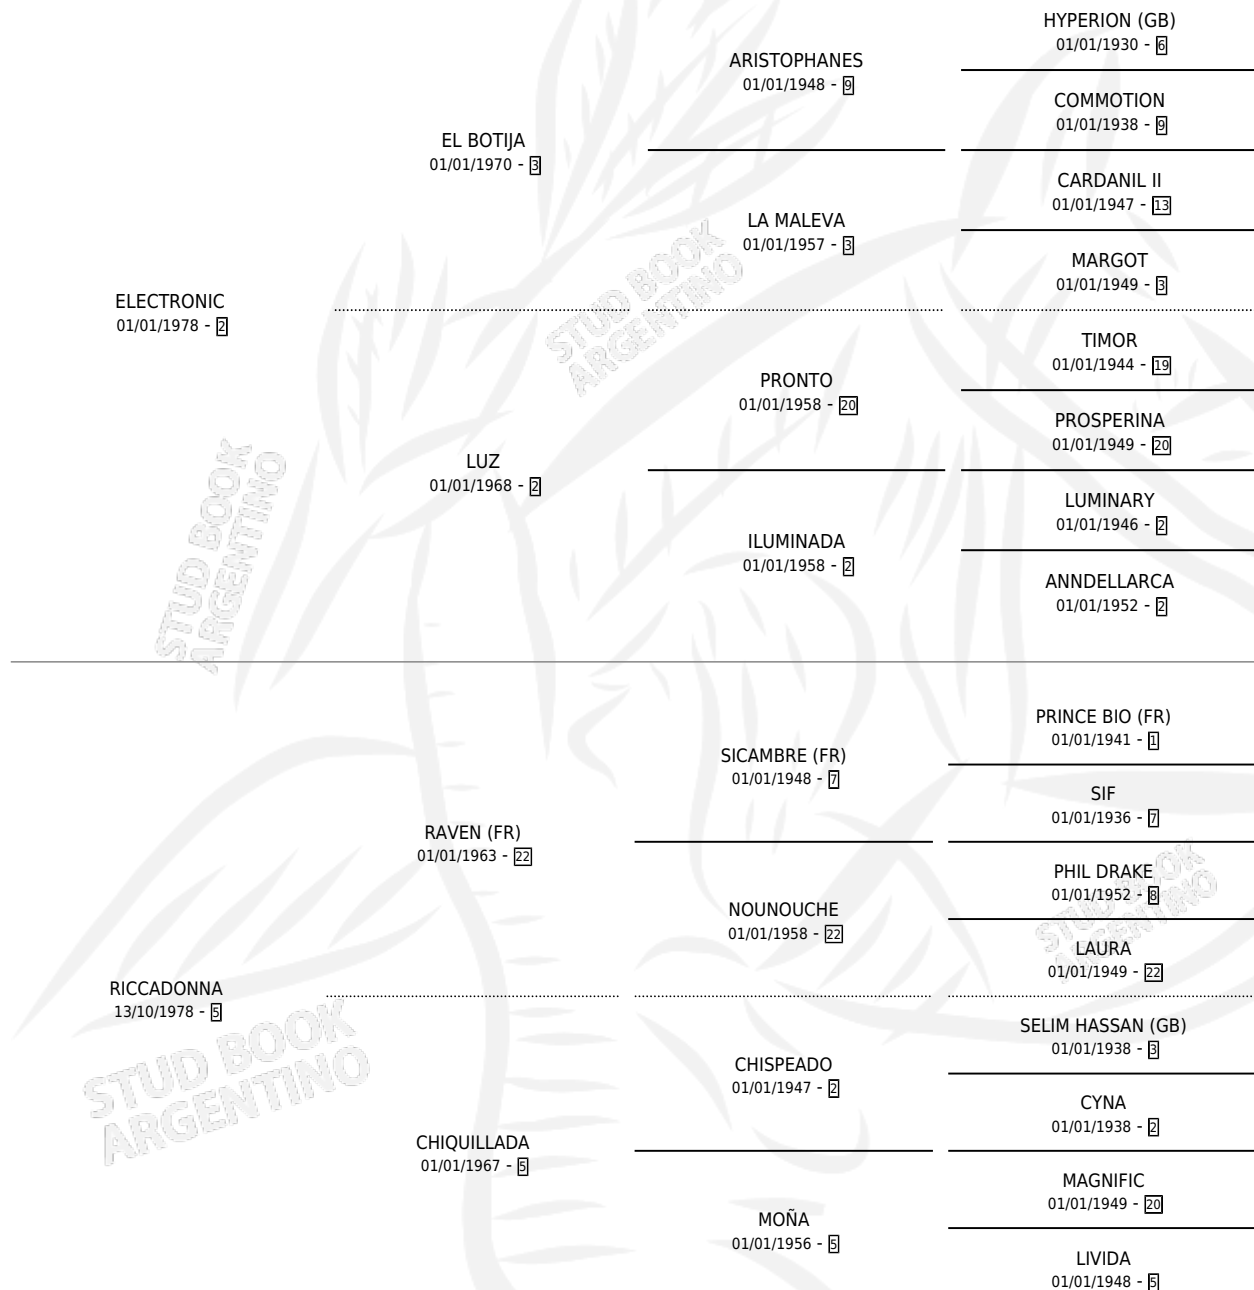 HYPERION (GB)
01/01/1930 - 6
ARISTOPHANES
01/01/1948 - 9
COMMOTION
01/01/1938 - 9
EL BOTIJA
01/01/1970 - 3
CARDANIL II
01/01/1947 - 13
LA MALEVA
01/01/1957 - 3
MARGOT
01/01/1949 - 3
ELECTRONIC
01/01/1978 - 2
TIMOR
01/01/1944 - 19
PRONTO
01/01/1958 - 20
PROSPERINA
01/01/1949 - 20
LUZ
01/01/1968 - 2
LUMINARY
01/01/1946 - 2
ILUMINADA
01/01/1958 - 2
ANNDELLARCA
01/01/1952 - 2
PRINCE BIO (FR)
01/01/1941 - 1
SICAMBRE (FR)
01/01/1948 - 7
SIF
01/01/1936 - 7
RAVEN (FR)
01/01/1963 - 22
PHIL DRAKE
01/01/1952 - 8
NOUNOUCHE
01/01/1958 - 22
LAURA
01/01/1949 - 22
RICCADONNA
13/10/1978 - 5
SELIM HASSAN (GB)
01/01/1938 - 3
CHISPEADO
01/01/1947 - 2
CYNA
01/01/1938 - 2
CHIQUILLADA
01/01/1967 - 5
MAGNIFIC
01/01/1949 - 20
MOÑA
01/01/1956 - 5
LIVIDA
01/01/1948 - 5
STUD BOOK
ARGENTINO
STUD BOOK
ARGENTINO
STUD BOOK
ARGENTINO
STUD BOOK
ARGENTINO